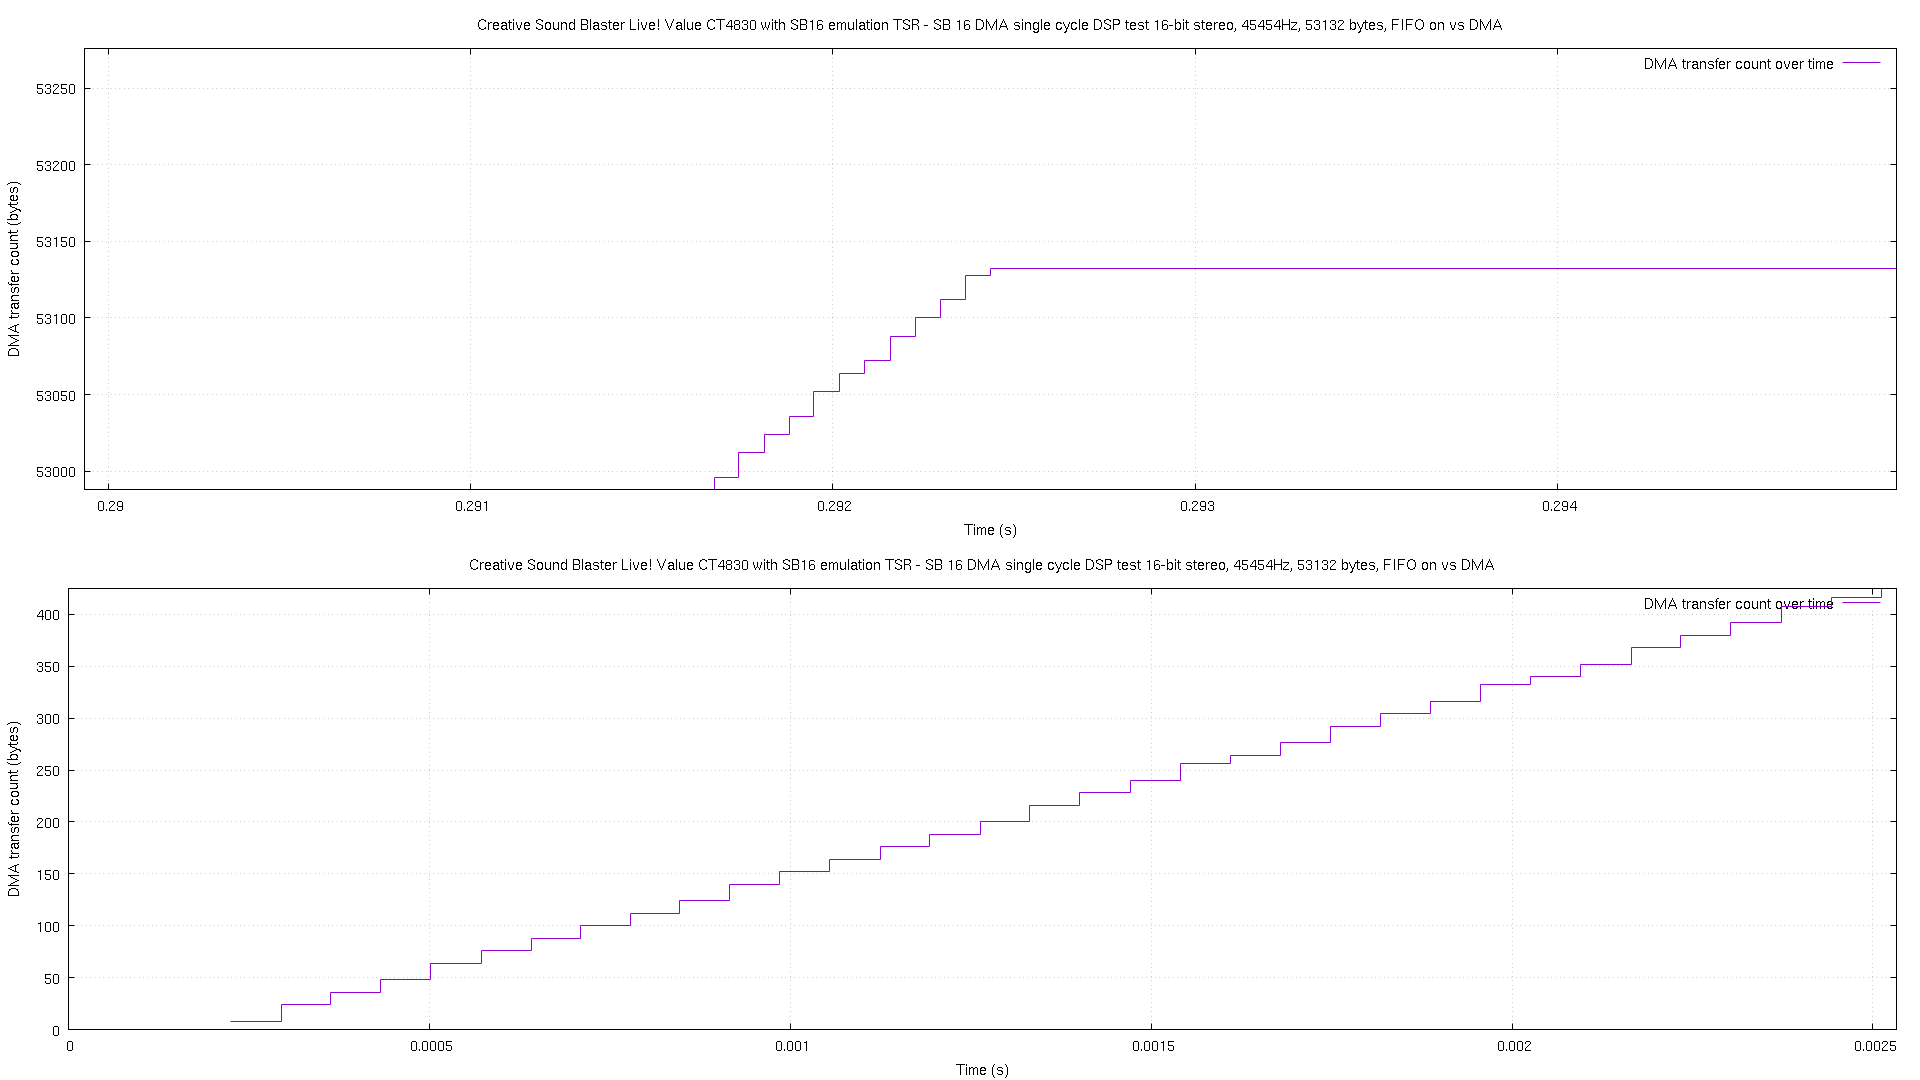 Creative Sound Blaster Live! Value CT4830 with SB16 emulation TSR - SB 16 DMA single cycle DSP test 16-bit stereo, 45454Hz, 53132 bytes, FIFO on vs DMA
DMA transfer count over time
DMA transfer count (bytes)
53250
53200
53150
53100
53050
53000
0.29 0.291 0.292 0.293 0.294
Time (s)
Creative Sound Blaster Live! Value CT4830 with SB16 emulation TSR - SB 16 DMA single cycle DSP test 16-bit stereo, 45454Hz, 53132 bytes, FIFO on vs DMA
DMA transfer count over time
DMA transfer count (bytes)
400
350
300
250
200
150
100
50
0
0 0.0005 0.001 0.0015 0.002 0.0025
Time (s)